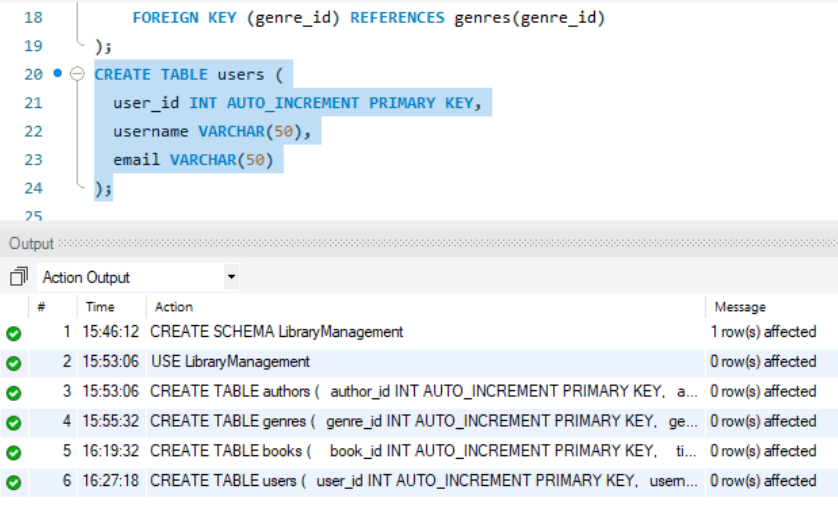 18 FOREIGN KEY (genre_id) REFERENCES genres(genre_id)
19 );
20 CREATE TABLE users (
21 user_id INT AUTO_INCREMENT PRIMARY KEY,
22 username VARCHAR(50),
23 email VARCHAR(50)
24 );
25
Output
Action Output
# Time Action Message
1 15:46:12 CREATE SCHEMA LibraryManagement 1 row(s) affected
2 15:53:06 USE LibraryManagement 0 row(s) affected
3 15:53:06 CREATE TABLE authors ( author_id INT AUTO_INCREMENT PRIMARY KEY, a... 0 row(s) affected
4 15:55:32 CREATE TABLE genres ( genre_id INT AUTO_INCREMENT PRIMARY KEY, ge... 0 row(s) affected
5 16:19:32 CREATE TABLE books ( book_id INT AUTO_INCREMENT PRIMARY KEY, ti... 0 row(s) affected
6 16:27:18 CREATE TABLE users ( user_id INT AUTO_INCREMENT PRIMARY KEY, usern... 0 row(s) affected